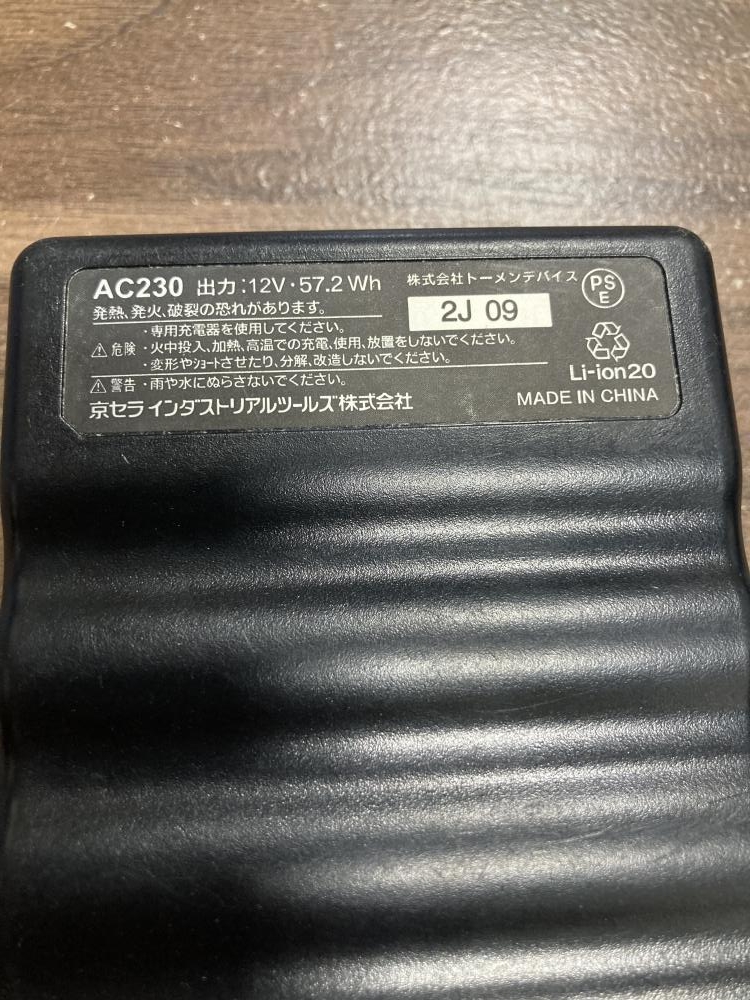 AC230 出力:12V・57.2 Wh
発熱、発火、破裂の恐れがあります。
株式会社トーメンデバイス
2J 09
PS
E
⚠危険
・専用充電器を使用してください。
・火中投入、加熱、高温での充電、使用、放置をしないでください。
・変形やショートさせたり、分解、改造しないでください。
⚠警告 ・雨や水にぬらさないでください。
京セラ インダストリアルツールズ株式会社
Li-ion20
MADE IN CHINA